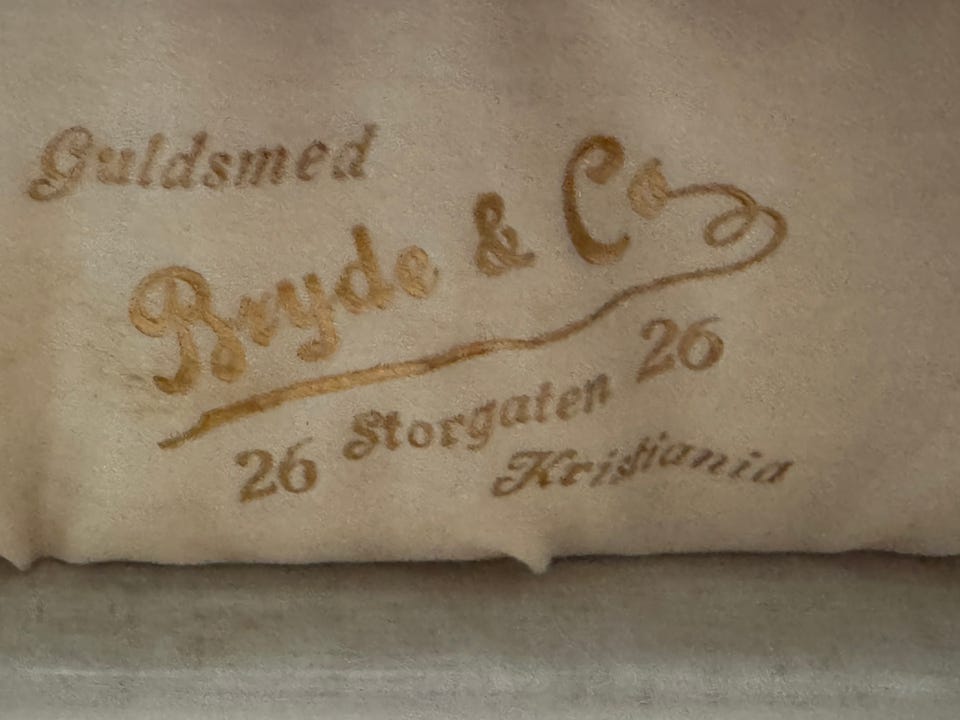 Guldsmed
Bryde & Co
26 Storgaten 26
Kristiania